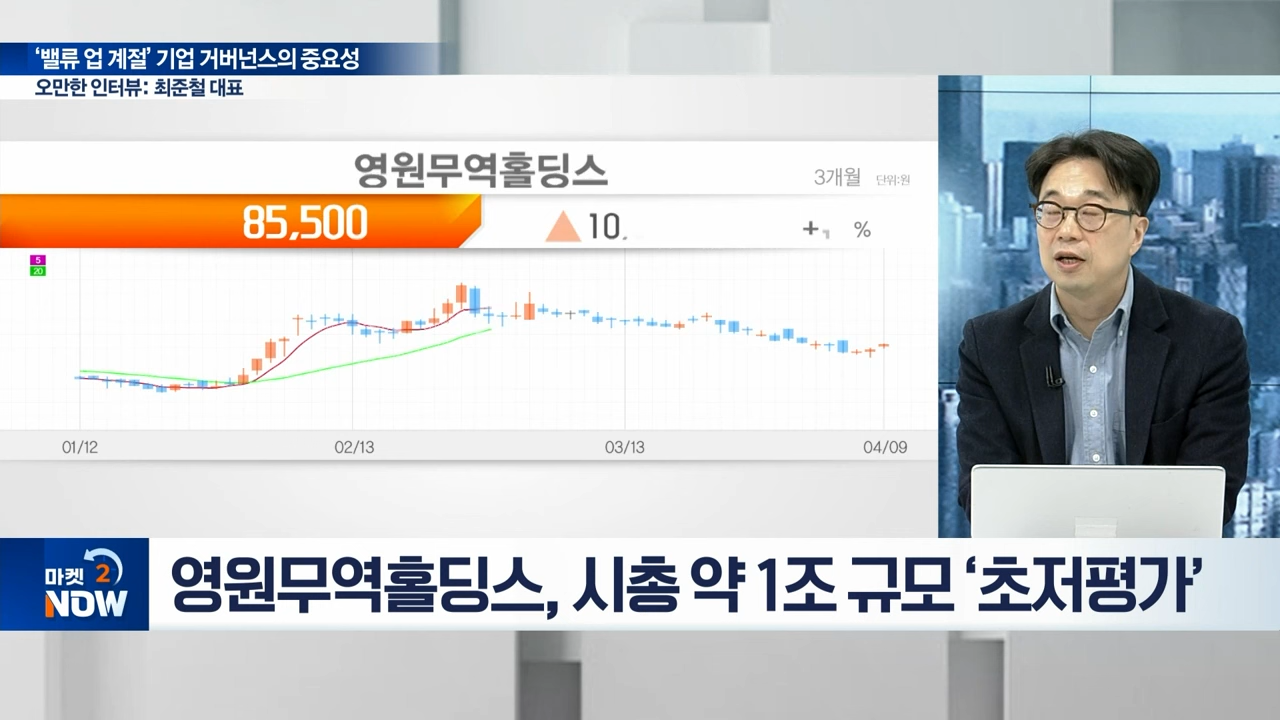 ‘밸류 업 계절’ 기업 거버넌스의 중요성
오만한 인터뷰: 최준철 대표
영원무역홀딩스
3개월 단위:원
85,500
10
+ %
5
20
01/12 02/13 03/13 04/09
마켓 2
NOW
영원무역홀딩스, 시총 약 1조 규모 ‘초저평가’